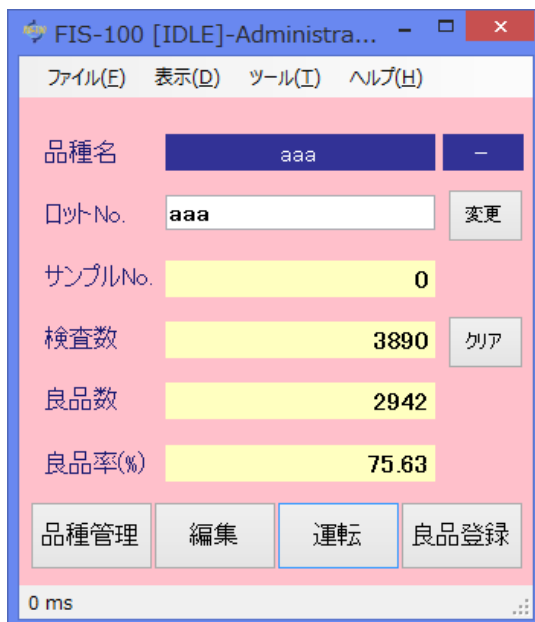 FIS-100 [IDLE]-Administra...
ファイル(F) 表示(D) ツール(T) ヘルプ(H)
品種名 aaa －
ロットNo. aaa 変更
サンプルNo. 0
検査数 3890 クリア
良品数 2942
良品率(%) 75.63
品種管理 編集 運転 良品登録
0 ms